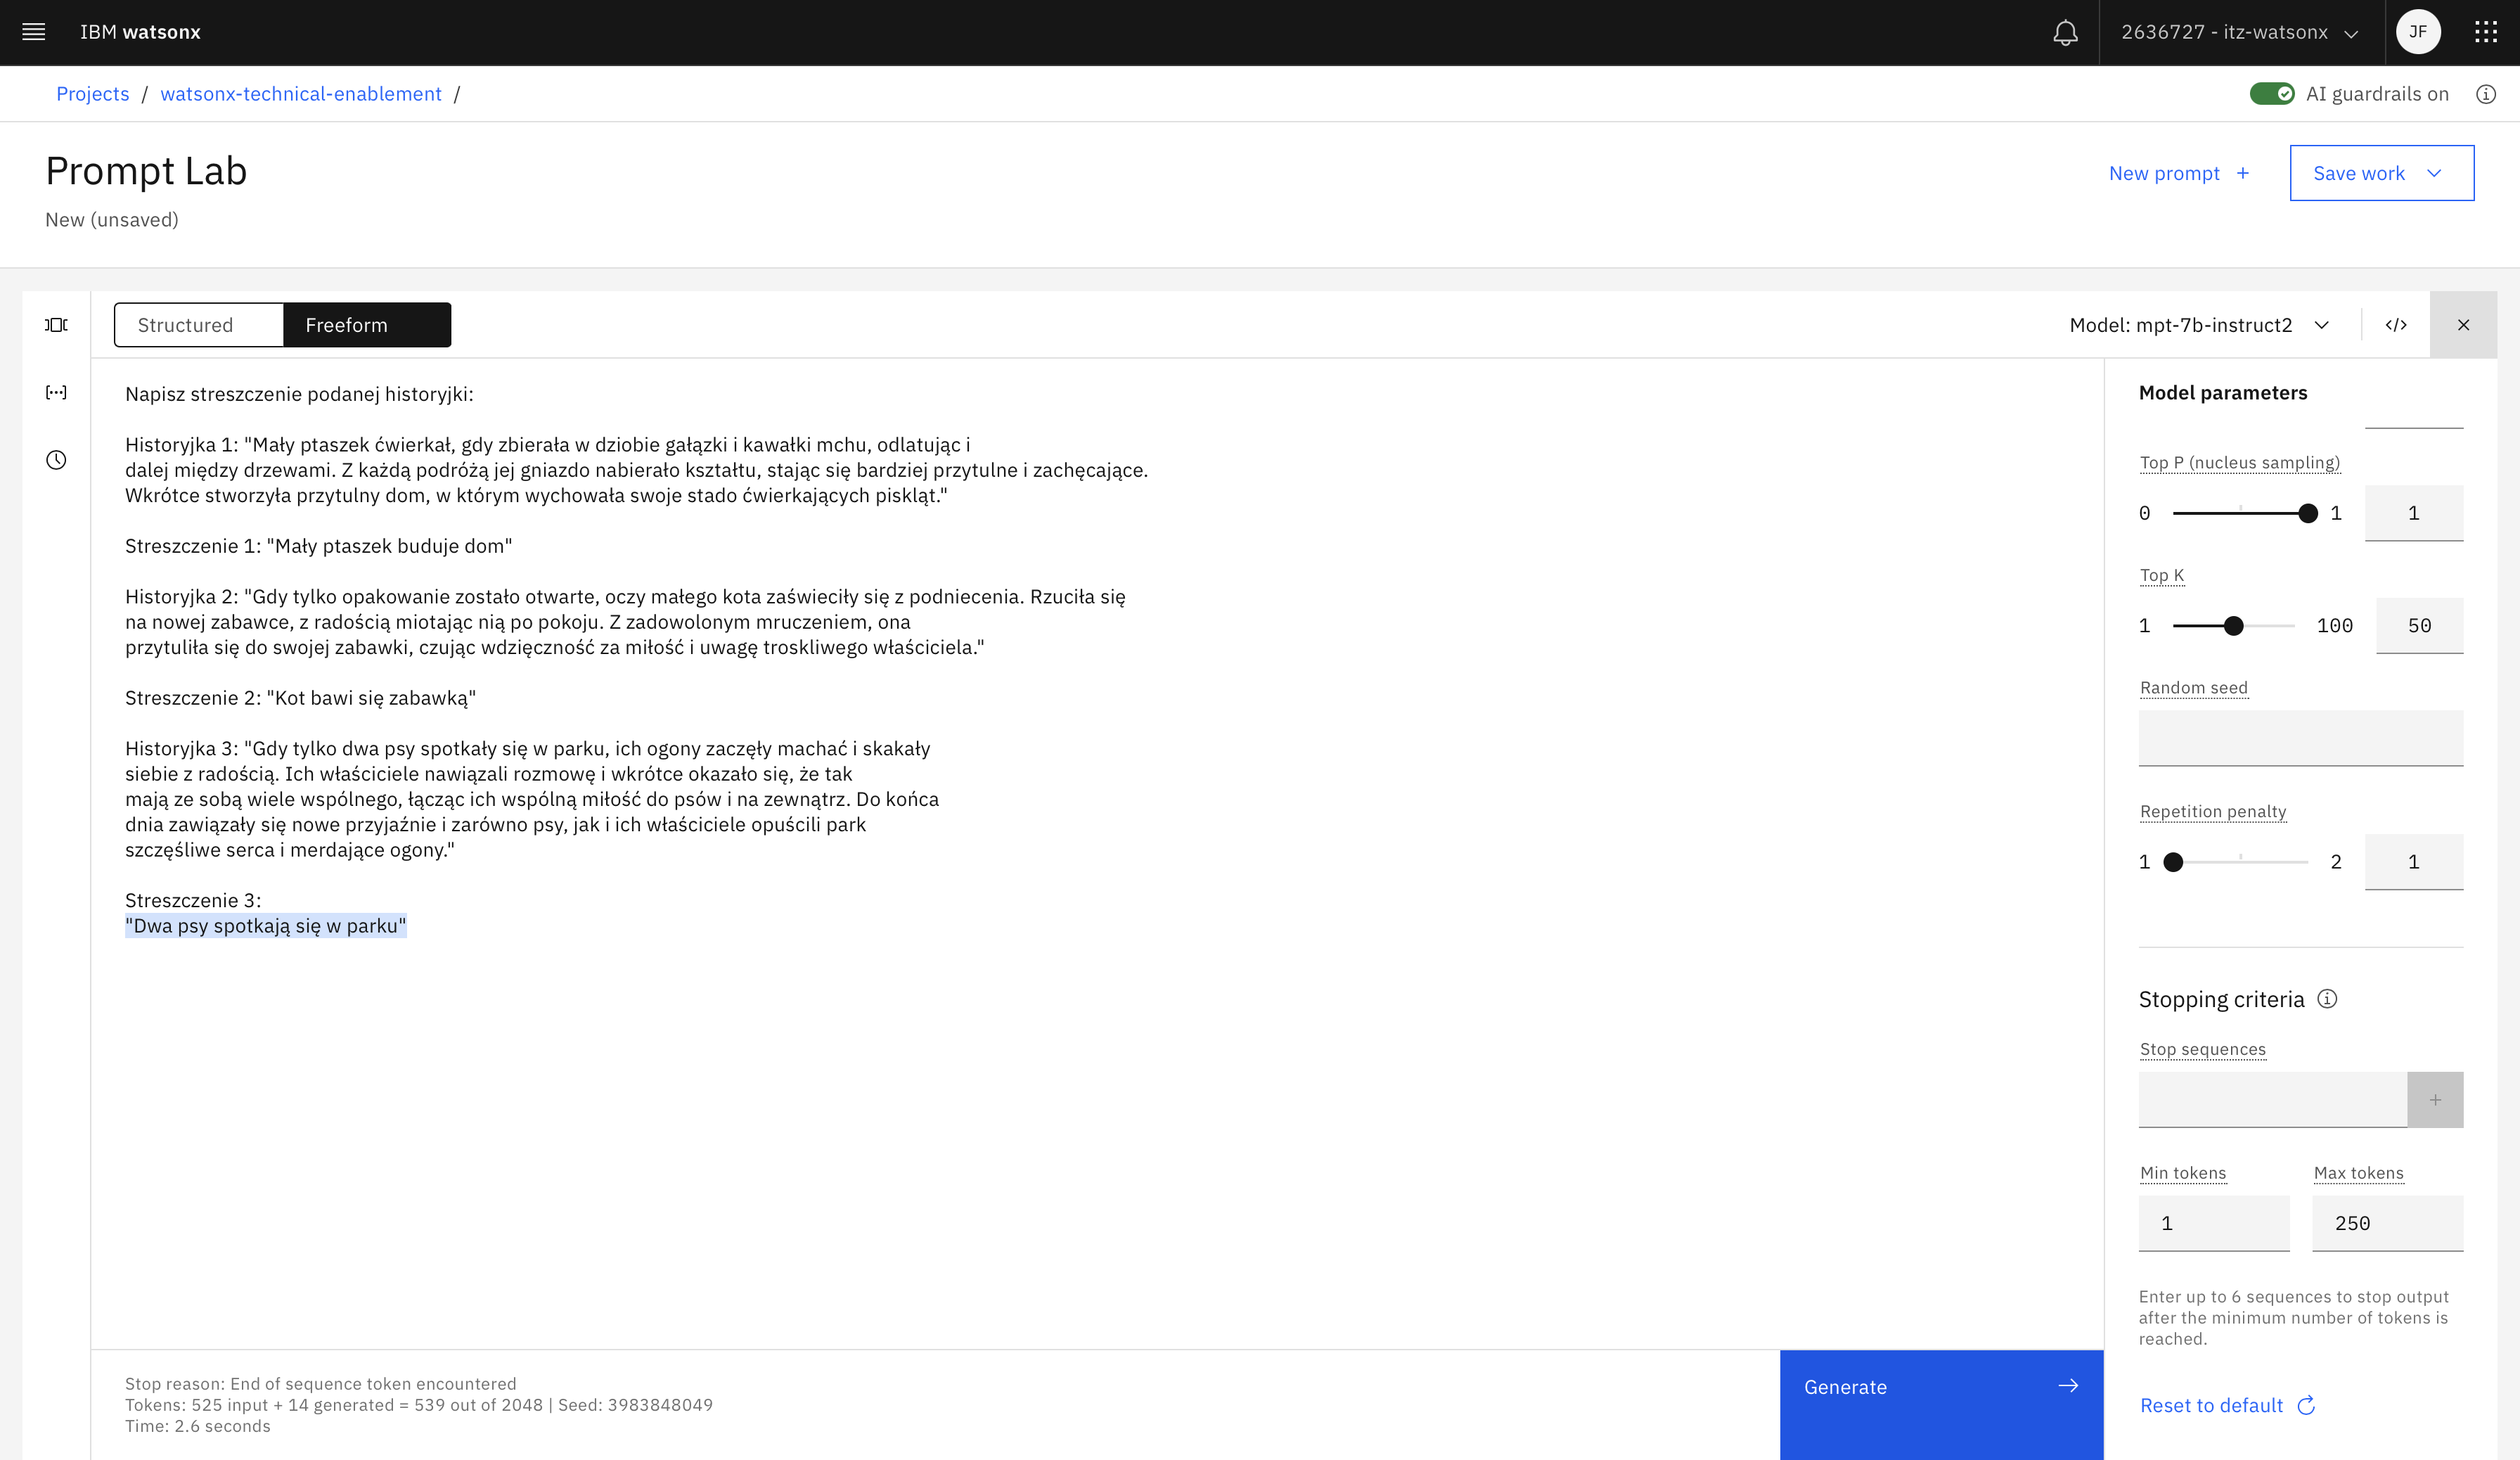 IBM watsonx
2636727 - itz-watsonx
JF
Projects / watsonx-technical-enablement /
AI guardrails on
Prompt Lab
New prompt +
Save work
New (unsaved)
Structured
Freeform
Model: mpt-7b-instruct2
</>
Napisz streszczenie podanej historyjki:
Historyjka 1: "Mały ptaszek ćwierkał, gdy zbierała w dziobie gałązki i kawałki mchu, odlatując i
dalej między drzewami. Z każdą podróżą jej gniazdo nabierało kształtu, stając się bardziej przytulne i zachęcające.
Wkrótce stworzyła przytulny dom, w którym wychowała swoje stado ćwierkających piskląt."
Streszczenie 1: "Mały ptaszek buduje dom"
Historyjka 2: "Gdy tylko opakowanie zostało otwarte, oczy małego kota zaświeciły się z podniecenia. Rzuciła się
na nowej zabawce, z radością miotając nią po pokoju. Z zadowolonym mruczeniem, ona
przytuliła się do swojej zabawki, czując wdzięczność za miłość i uwagę troskliwego właściciela."
Streszczenie 2: "Kot bawi się zabawką"
Historyjka 3: "Gdy tylko dwa psy spotkały się w parku, ich ogony zaczęły machać i skakały
siebie z radością. Ich właściciele nawiązali rozmowę i wkrótce okazało się, że tak
mają ze sobą wiele wspólnego, łącząc ich wspólną miłość do psów i na zewnątrz. Do końca
dnia zawiązały się nowe przyjaźnie i zarówno psy, jak i ich właściciele opuścili park
szczęśliwe serca i merdające ogony."
Streszczenie 3:
"Dwa psy spotkają się w parku"
Stop reason: End of sequence token encountered
Tokens: 525 input + 14 generated = 539 out of 2048 | Seed: 3983848049
Time: 2.6 seconds
Generate
Model parameters
Top P (nucleus sampling)
0 1 1
Top K
1 100 50
Random seed
Repetition penalty
1 2 1
Stopping criteria
Stop sequences
+
Min tokens Max tokens
1 250
Enter up to 6 sequences to stop output
after the minimum number of tokens is
reached.
Reset to default